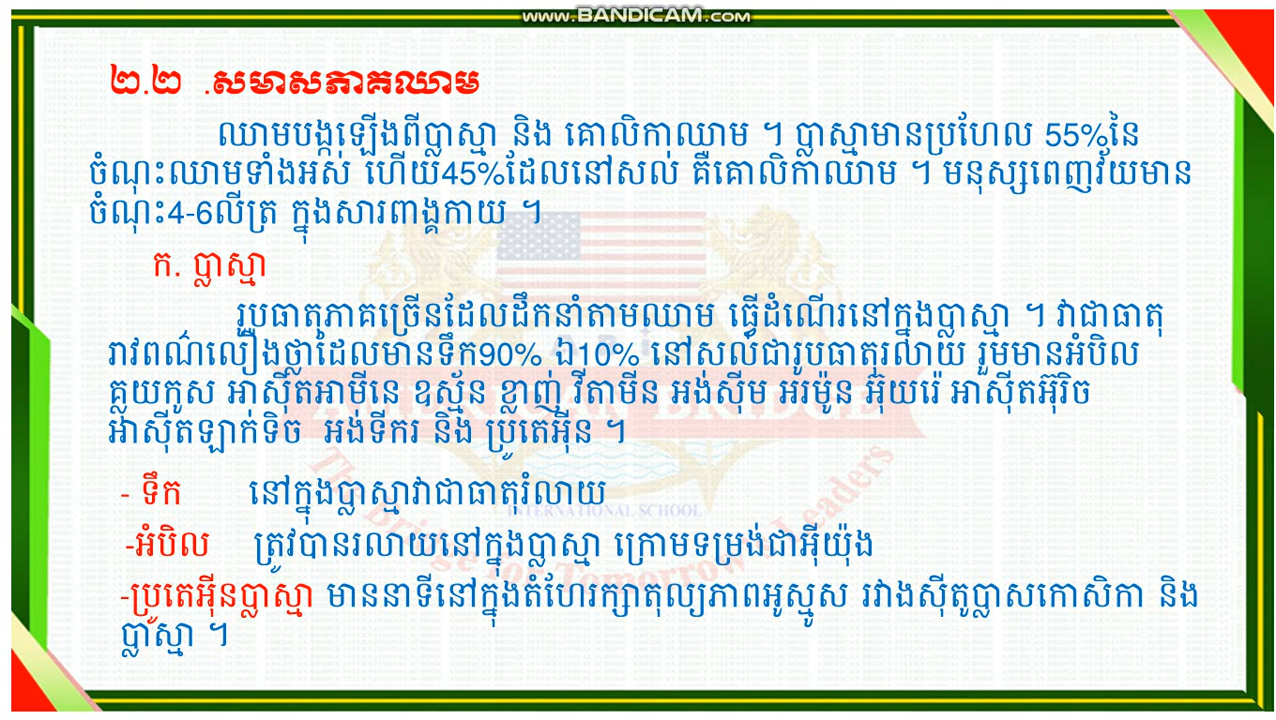 www.BANDICAM.com
២.២ .សមាសភាគឈាម
ឈាមបង្កឡើងពីប្លាស្មា និង គោលិកាឈាម ។ ប្លាស្មាមានប្រហែល 55%នៃ
ចំណុះឈាមទាំងអស់ ហើយ45%ដែលនៅសល់ គឺគោលិកាឈាម ។ មនុស្សពេញវ័យមាន
ចំណុះ4-6លីត្រ ក្នុងសារពាង្គកាយ ។
ក. ប្លាស្មា
រូបធាតុភាគច្រើនដែលដឹកនាំតាមឈាម ធ្វើដំណើរនៅក្នុងប្លាស្មា ។ វាជាធាតុ
រាវពណ៌លឿងថ្លាដែលមានទឹក90% ឯ10% នៅសល់ជារូបធាតុរលាយ រួមមានអំបិល
គ្លុយកូស អាស៊ីតអាមីនេ ឧស្ម័ន ខ្លាញ់ វីតាមីន អង់ស៊ីម អរម៉ូន អ៊ុយរ៉េ អាស៊ីតអ៊ុរិច
អាស៊ីតឡាក់ទិច អង់ទីករ និង ប្រូតេអ៊ីន ។
- ទឹក នៅក្នុងប្លាស្មាវាជាធាតុរំលាយ
-អំបិល ត្រូវបានរលាយនៅក្នុងប្លាស្មា ក្រោមទម្រង់ជាអ៊ីយ៉ុង
-ប្រូតេអ៊ីនប្លាស្មា មាននាទីនៅក្នុងតំហែរក្សាតុល្យភាពអូស្មូស រវាងស៊ីតូប្លាសកោសិកា និង
ប្លាស្មា ។
AMERICAN BRIDGE
INTERNATIONAL SCHOOL
The Bridge for Tomorrow's Leaders